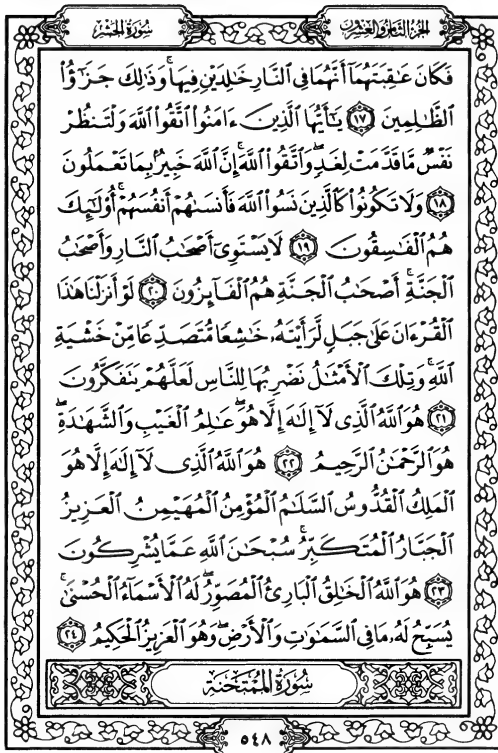 الجزء الثامن والعشرون
سورة الحشر
فَكَانَ عَٰقِبَتَهُمَآ أَنَّهُمَا فِي ٱلنَّارِ خَٰلِدَيْنِ فِيهَا ۚ وَذَٰلِكَ جَزَٰٓؤُا۟
ٱلظَّٰلِمِينَ ١٧ يَٰٓأَيُّهَا ٱلَّذِينَ ءَامَنُوا۟ ٱتَّقُوا۟ ٱللَّهَ وَلْتَنظُرْ
نَفْسٌ مَّا قَدَّمَتْ لِغَدٍ ۖ وَٱتَّقُوا۟ ٱللَّهَ ۚ إِنَّ ٱللَّهَ خَبِيرٌۢ بِمَا تَعْمَلُونَ
١٨ وَلَا تَكُونُوا۟ كَٱلَّذِينَ نَسُوا۟ ٱللَّهَ فَأَنسَىٰهُمْ أَنفُسَهُمْ ۚ أُو۟لَٰٓئِكَ
هُمُ ٱلْفَٰسِقُونَ ١٩ لَا يَسْتَوِىٓ أَصْحَٰبُ ٱلنَّارِ وَأَصْحَٰبُ
ٱلْجَنَّةِ ۚ أَصْحَٰبُ ٱلْجَنَّةِ هُمُ ٱلْفَآئِزُونَ ٢٠ لَوْ أَنزَلْنَا هَٰذَا
ٱلْقُرْءَانَ عَلَىٰ جَبَلٍ لَّرَأَيْتَهُۥ خَٰشِعًا مُّتَصَدِّعًا مِّنْ خَشْيَةِ
ٱللَّهِ ۚ وَتِلْكَ ٱلْأَمْثَٰلُ نَضْرِبُهَا لِلنَّاسِ لَعَلَّهُمْ يَتَفَكَّرُونَ
٢١ هُوَ ٱللَّهُ ٱلَّذِى لَآ إِلَٰهَ إِلَّا هُوَ ۖ عَٰلِمُ ٱلْغَيْبِ وَٱلشَّهَٰدَةِ ۖ
هُوَ ٱلرَّحْمَٰنُ ٱلرَّحِيمُ ٢٢ هُوَ ٱللَّهُ ٱلَّذِى لَآ إِلَٰهَ إِلَّا هُوَ
ٱلْمَلِكُ ٱلْقُدُّوسُ ٱلسَّلَٰمُ ٱلْمُؤْمِنُ ٱلْمُهَيْمِنُ ٱلْعَزِيزُ
ٱلْجَبَّارُ ٱلْمُتَكَبِّرُ ۚ سُبْحَٰنَ ٱللَّهِ عَمَّا يُشْرِكُونَ
٢٣ هُوَ ٱللَّهُ ٱلْخَٰلِقُ ٱلْبَارِئُ ٱلْمُصَوِّرُ ۖ لَهُ ٱلْأَسْمَآءُ ٱلْحُسْنَىٰ ۚ
يُسَبِّحُ لَهُۥ مَا فِى ٱلسَّمَٰوَٰتِ وَٱلْأَرْضِ ۖ وَهُوَ ٱلْعَزِيزُ ٱلْحَكِيمُ ٢٤
سورة الممتحنة
٥٤٨